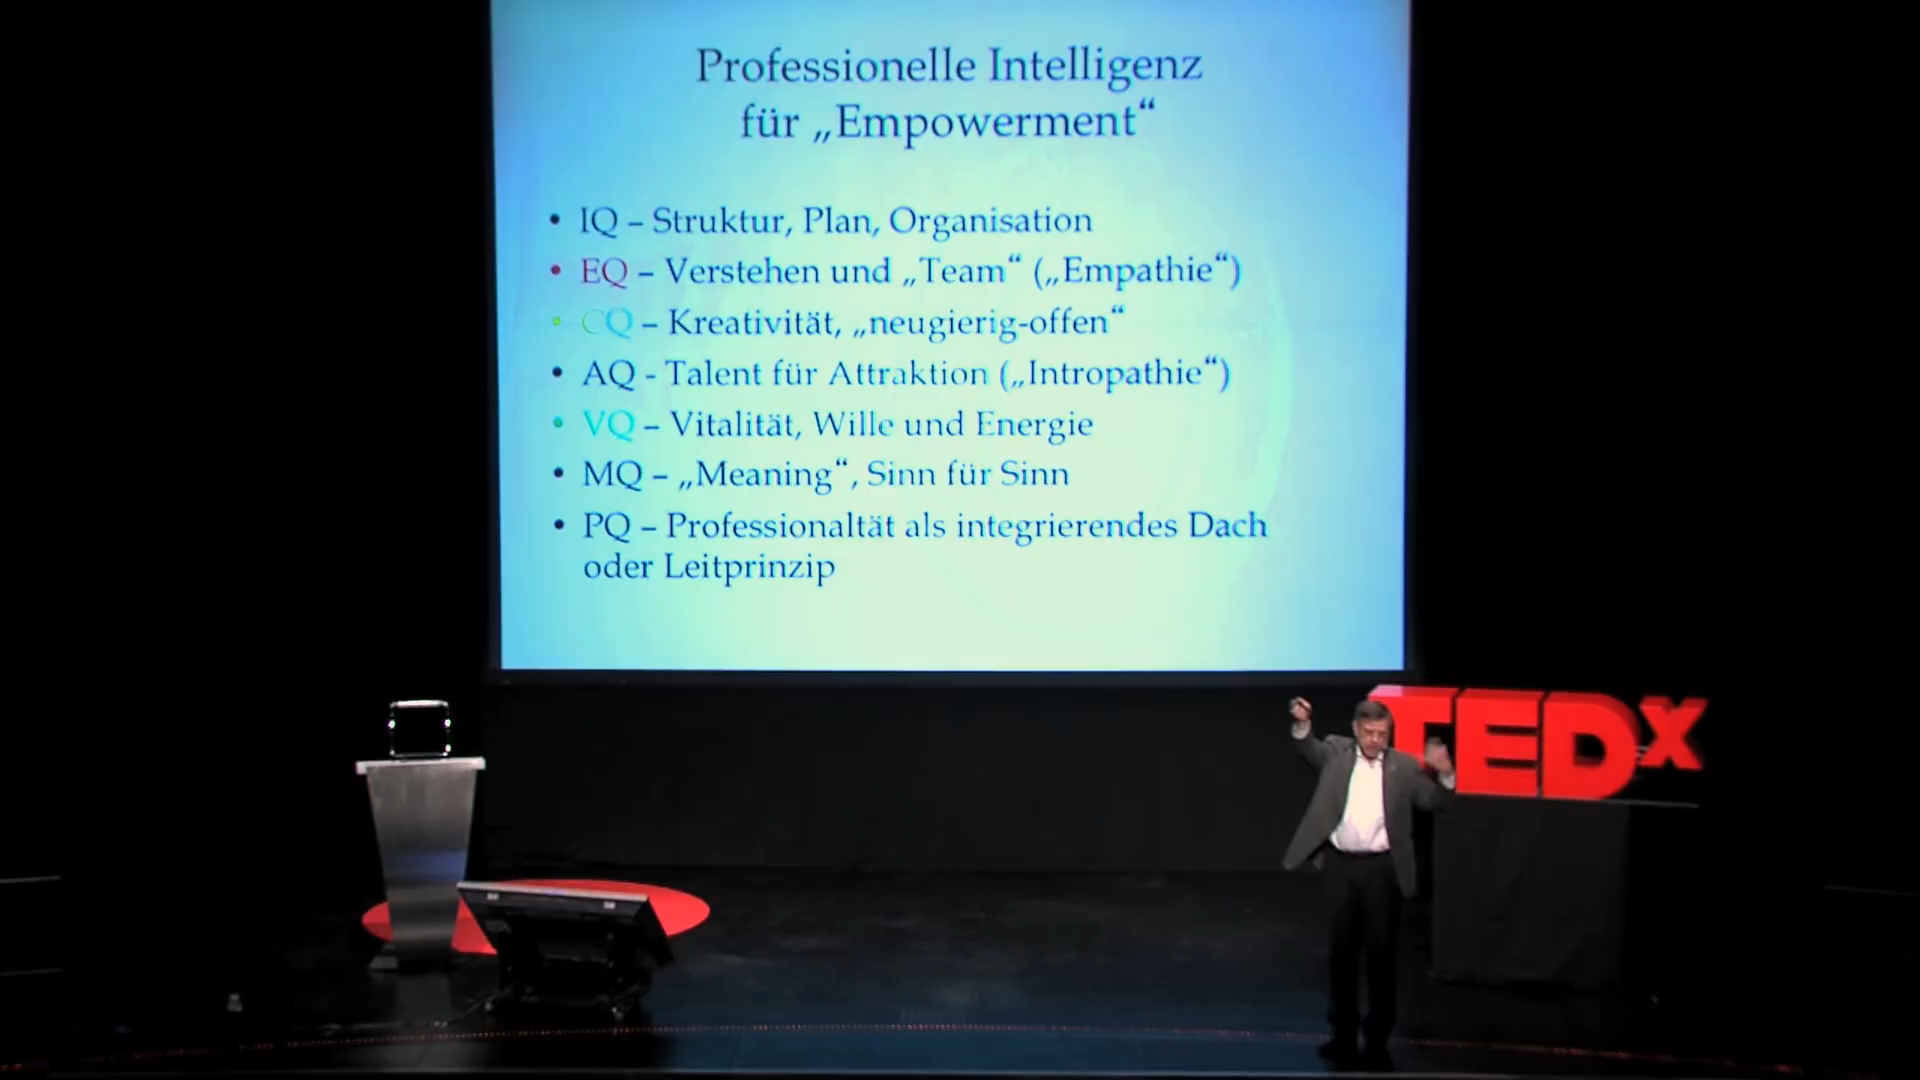 Professionelle Intelligenz
für „Empowerment“
• IQ – Struktur, Plan, Organisation
• EQ – Verstehen und „Team“ („Empathie“)
• CQ – Kreativität, „neugierig-offen“
• AQ - Talent für Attraktion („Intropathie“)
• VQ – Vitalität, Wille und Energie
• MQ – „Meaning“, Sinn für Sinn
• PQ – Professionaltät als integrierendes Dach
oder Leitprinzip
TEDx